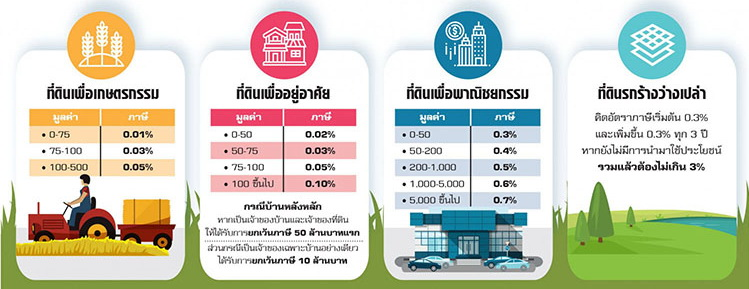 ที่ดินเพื่อเกษตรกรรม
มูลค่า ภาษี
• 0-75 0.01%
• 75-100 0.03%
• 100-500 0.05%
ที่ดินเพื่ออยู่อาศัย
มูลค่า ภาษี
• 0-50 0.02%
• 50-75 0.03%
• 75-100 0.05%
• 100 ขึ้นไป 0.10%
กรณีบ้านหลังหลัก
หากเป็นเจ้าของบ้านและเจ้าของที่ดิน
ให้ได้รับการยกเว้นภาษี 50 ล้านบาทแรก
ส่วนกรณีเป็นเจ้าของเฉพาะบ้านอย่างเดียว
ได้รับการยกเว้นภาษี 10 ล้านบาท
ที่ดินเพื่อพาณิชยกรรม
มูลค่า ภาษี
• 0-50 0.3%
• 50-200 0.4%
• 200-1,000 0.5%
• 1,000-5,000 0.6%
• 5,000 ขึ้นไป 0.7%
ที่ดินรกร้างว่างเปล่า
คิดอัตราภาษีเริ่มต้น 0.3%
และเพิ่มขึ้น 0.3% ทุก 3 ปี
หากยังไม่มีการนำมาใช้ประโยชน์
รวมแล้วต้องไม่เกิน 3%